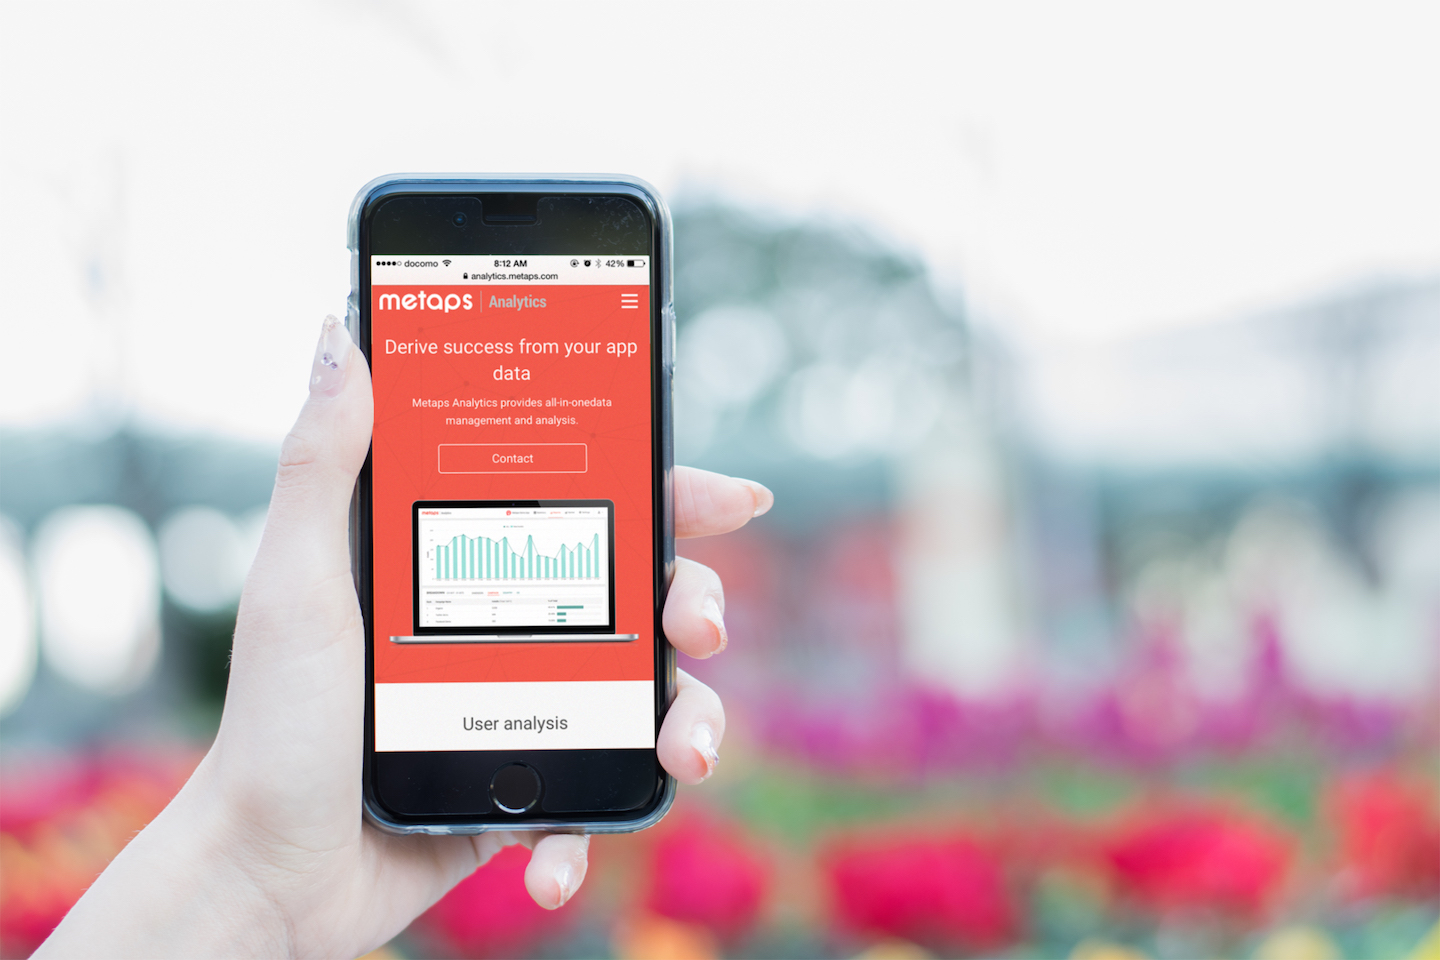 docomo 8:12 AM 42%
analytics.metaps.com
metaps Analytics
Derive success from your app
data
Metaps Analytics provides all-in-onedata
management and analysis.
Contact
metaps
User analysis